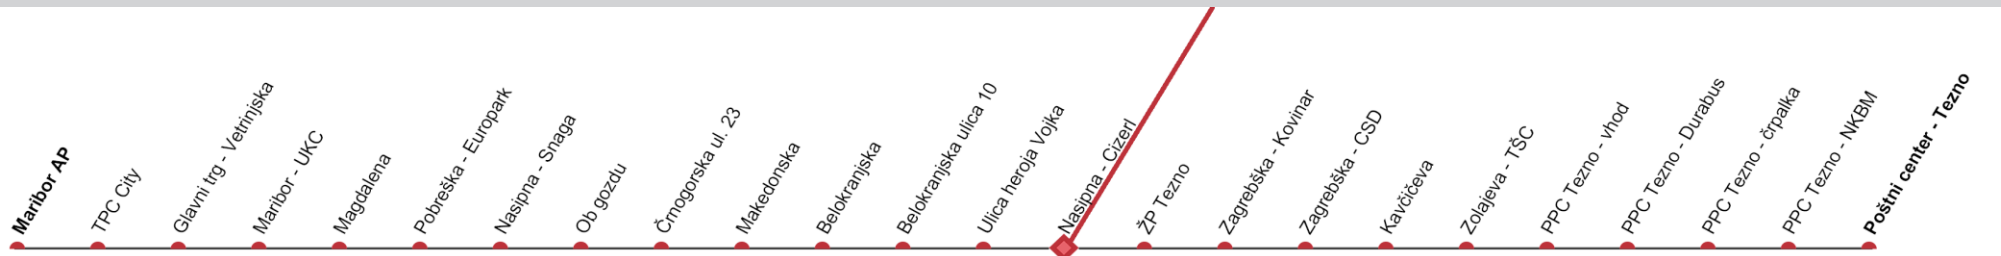 Maribor AP
TPC City
Glavni trg - Vetrinjska
Maribor - UKC
Magdalena
Pobreška - Europark
Nasipna - Snaga
Ob gozdu
Črnogorska ul. 23
Makedonska
Belokranjska
Belokranjska ulica 10
Ulica heroja Vojka
Nasipna - Cizerl
ŽP Tezno
Zagrebška - Kovinar
Zagrebška - CSD
Kavčičeva
Zolajeva - TŠC
PPC Tezno - vhod
PPC Tezno - Durabus
PPC Tezno - črpalka
PPC Tezno - NKBM
Poštni center - Tezno